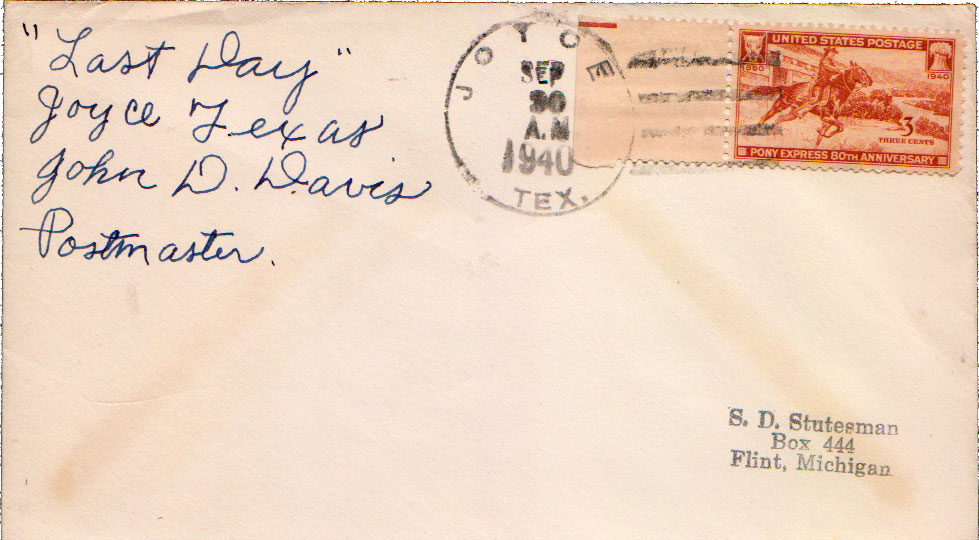 "Last Day"
Joyce Texas
John D. Davis
Postmaster.
JOYCE
SEP
30
A.M
1940
TEX.
UNITED STATES POSTAGE
1860
1940
3
THREE CENTS
PONY EXPRESS 80TH ANNIVERSARY
S. D. Stutesman
Box 444
Flint, Michigan